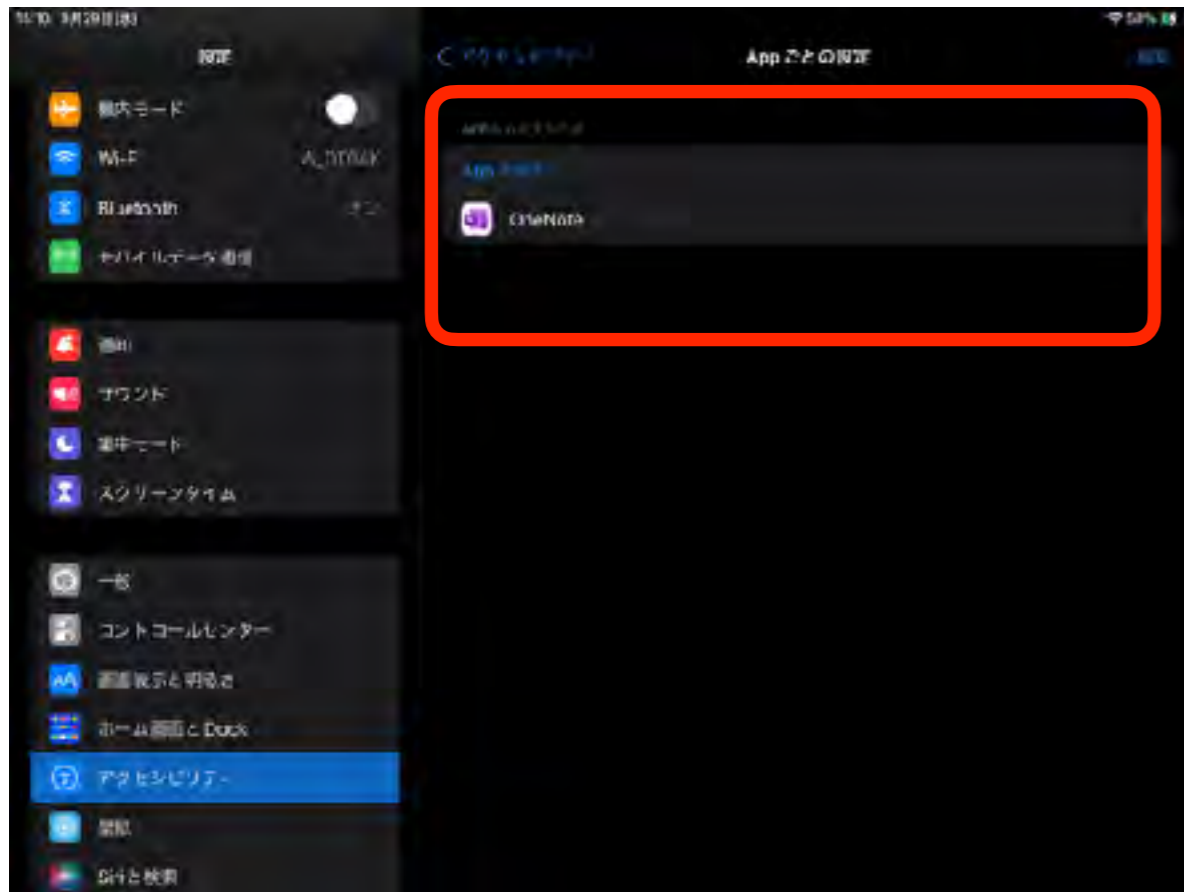 設定
Appごとの設定
機内モード
Wi-Fi
Bluetooth
オン
モバイルデータ通信
App
OneNote
通知
サウンド
集中モード
スクリーンタイム
一般
コントロールセンター
画面表示と明るさ
ホーム画面とDock
アクセシビリティ
壁紙
Siriと検索